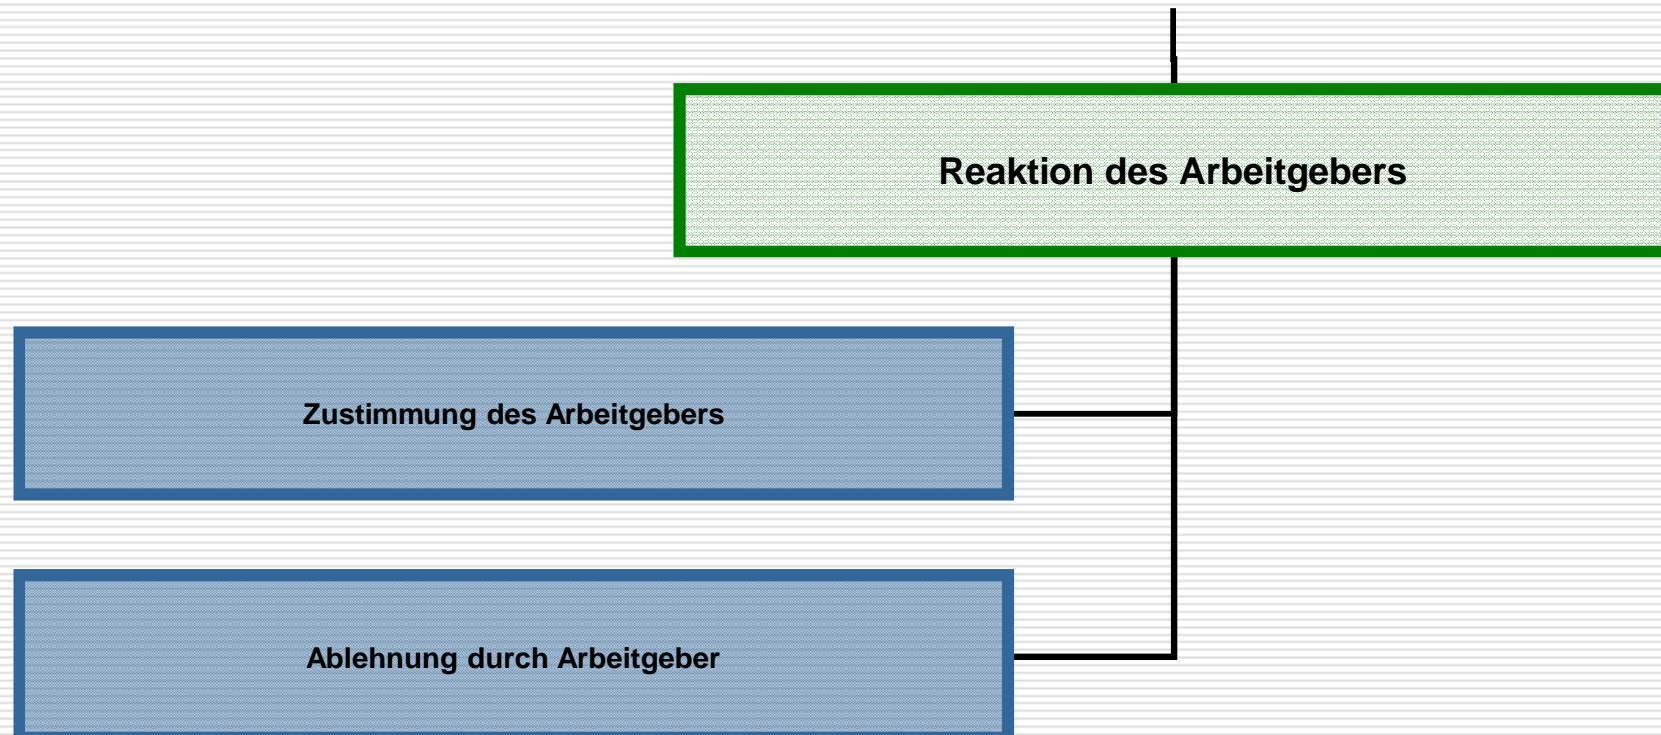 Reaktion des Arbeitgebers
Zustimmung des Arbeitgebers
Ablehnung durch Arbeitgeber